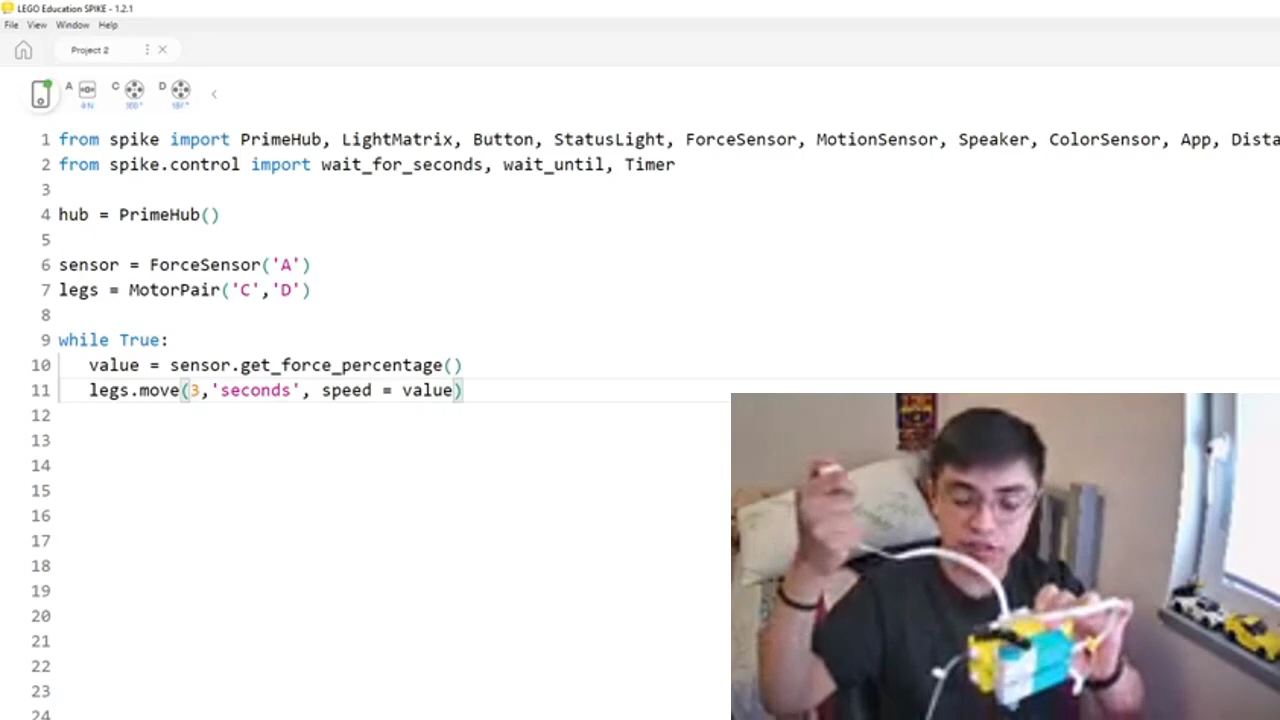 LEGO Education SPIKE - 1.2.1
File View Window Help
Project 2
A C D
1 from spike import PrimeHub, LightMatrix, Button, StatusLight, ForceSensor, MotionSensor, Speaker, ColorSensor, App, Dista
2 from spike.control import wait_for_seconds, wait_until, Timer
3
4 hub = PrimeHub()
5
6 sensor = ForceSensor('A')
7 legs = MotorPair('C','D')
8
9 while True:
10 value = sensor.get_force_percentage()
11 legs.move(3,'seconds', speed = value)
12
13
14
15
16
17
18
19
20
21
22
23
24